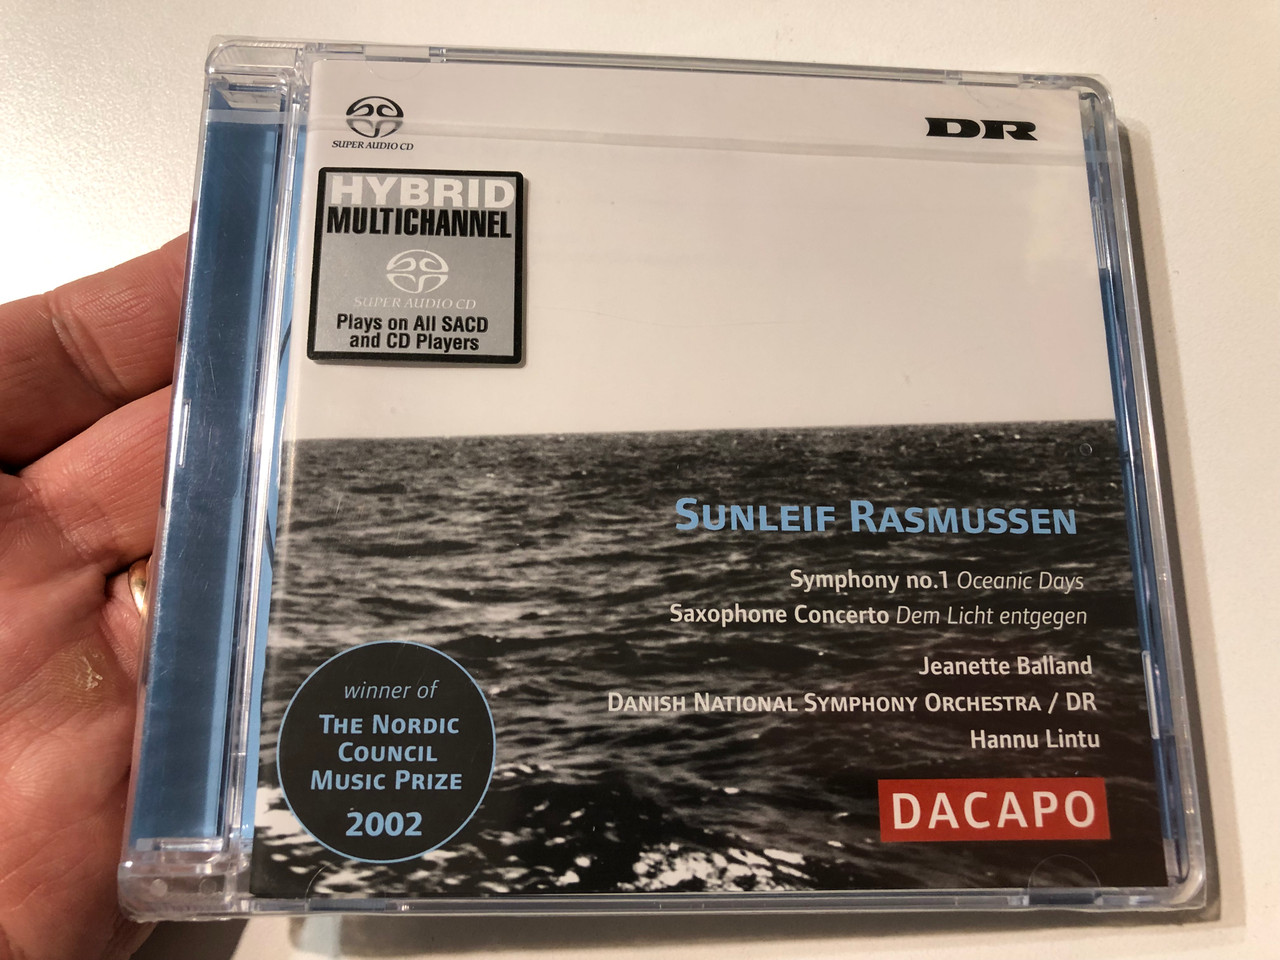 SUPER AUDIO CD
DR
HYBRID
MULTICHANNEL
SUPER AUDIO CD
Plays on All SACD
and CD Players
SUNLEIF RASMUSSEN
Symphony no.1 Oceanic Days
Saxophone Concerto Dem Licht entgegen
Jeanette Balland
DANISH NATIONAL SYMPHONY ORCHESTRA / DR
Hannu Lintu
winner of
THE NORDIC
COUNCIL
MUSIC PRIZE
2002
DACAPO